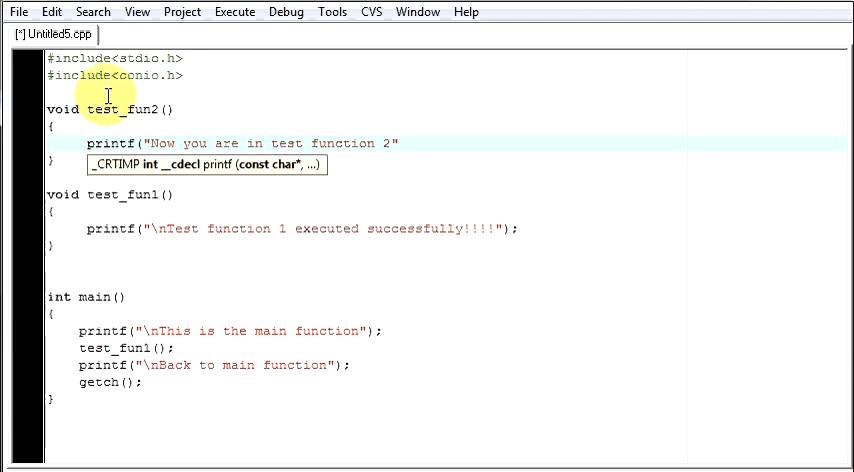 File Edit Search View Project Execute Debug Tools CVS Window Help
[*] Untitled5.cpp
#include<stdio.h>
#include<conio.h>
void test_fun2()
{
printf("Now you are in test function 2"
_CRTIMP int __cdecl printf (const char*, ...)
}
void test_fun1()
{
printf("\nTest function 1 executed successfully!!!!");
}
int main()
{
printf("\nThis is the main function");
test_fun1();
printf("\nBack to main function");
getch();
}